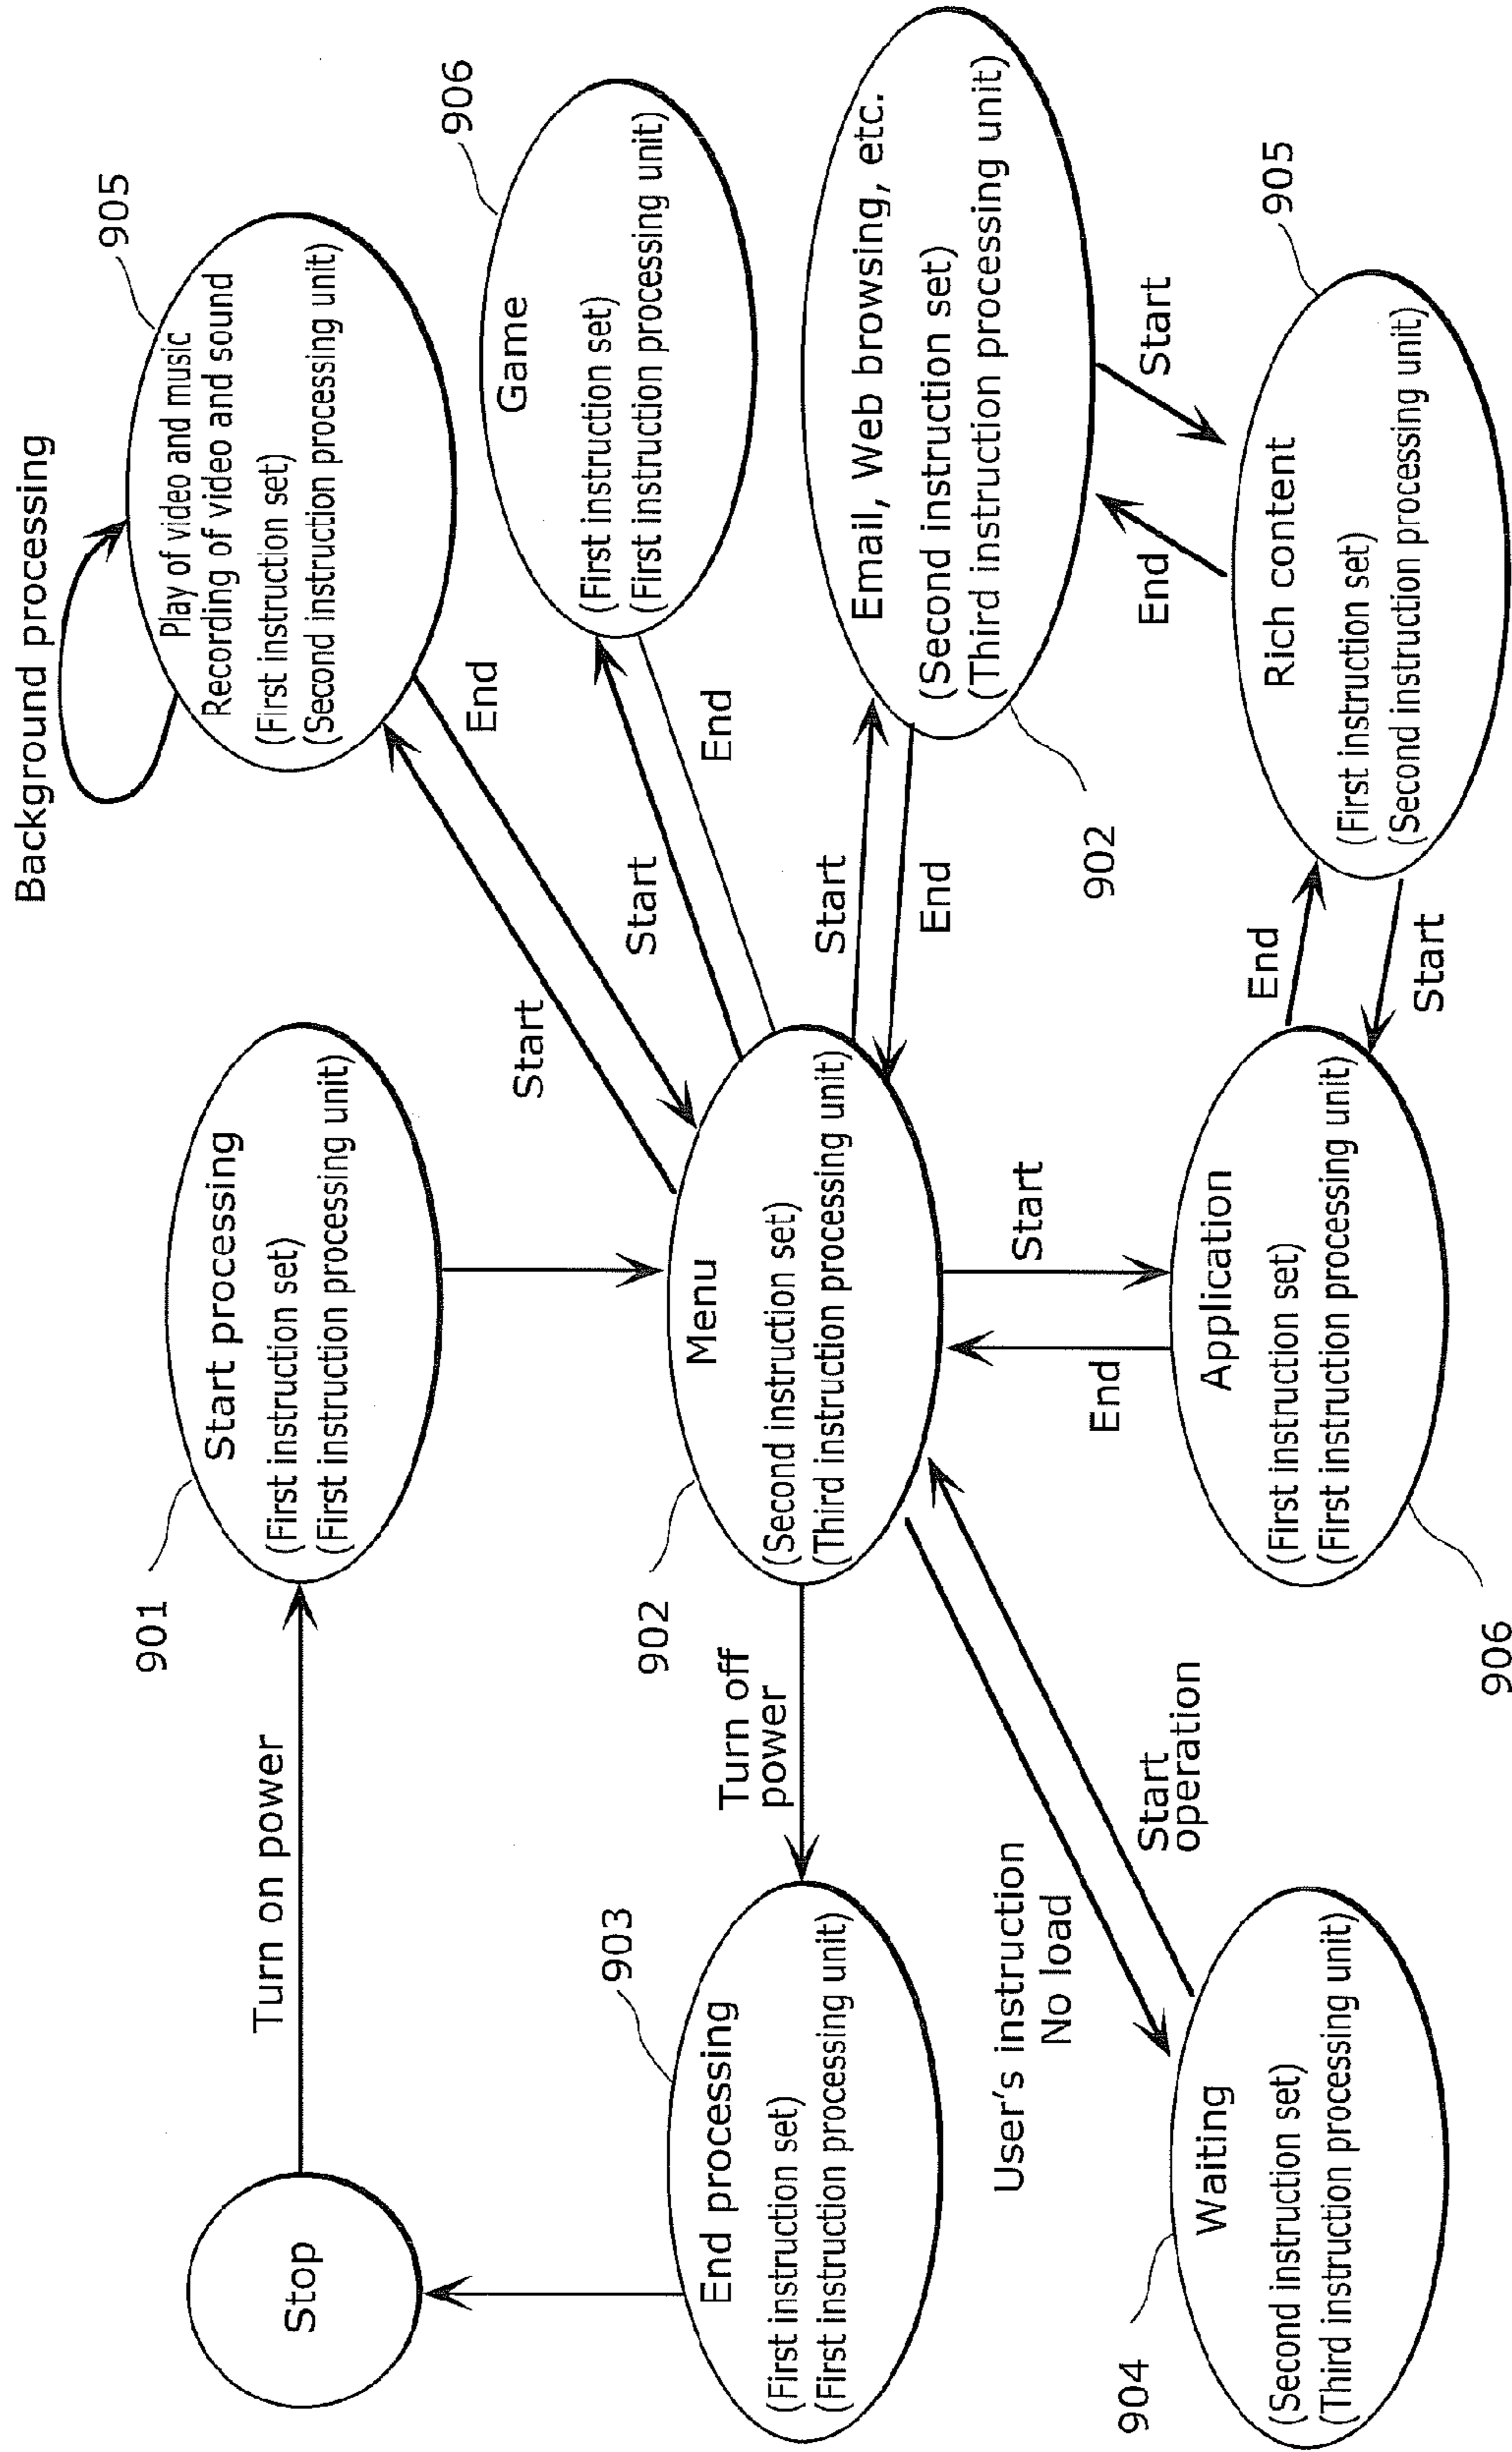 Stop
Turn on power
901
Start processing
(First instruction set)
(First instruction processing unit)
Background processing
905
Play of video and music
Recording of video and sound
(First instruction set)
(Second instruction processing unit)
Start
End
906
Game
(First instruction set)
(First instruction processing unit)
Start
End
903
End processing
(First instruction set)
(First instruction processing unit)
Turn off
power
902
Menu
(Second instruction set)
(Third instruction processing unit)
Start
End
Email, Web browsing, etc.
(Second instruction set)
(Third instruction processing unit)
902
User's instruction
No load
Start
operation
End
Start
End
Start
904
Waiting
(Second instruction set)
(Third instruction processing unit)
Application
(First instruction set)
(First instruction processing unit)
906
End
Start
905
Rich content
(First instruction set)
(Second instruction processing unit)